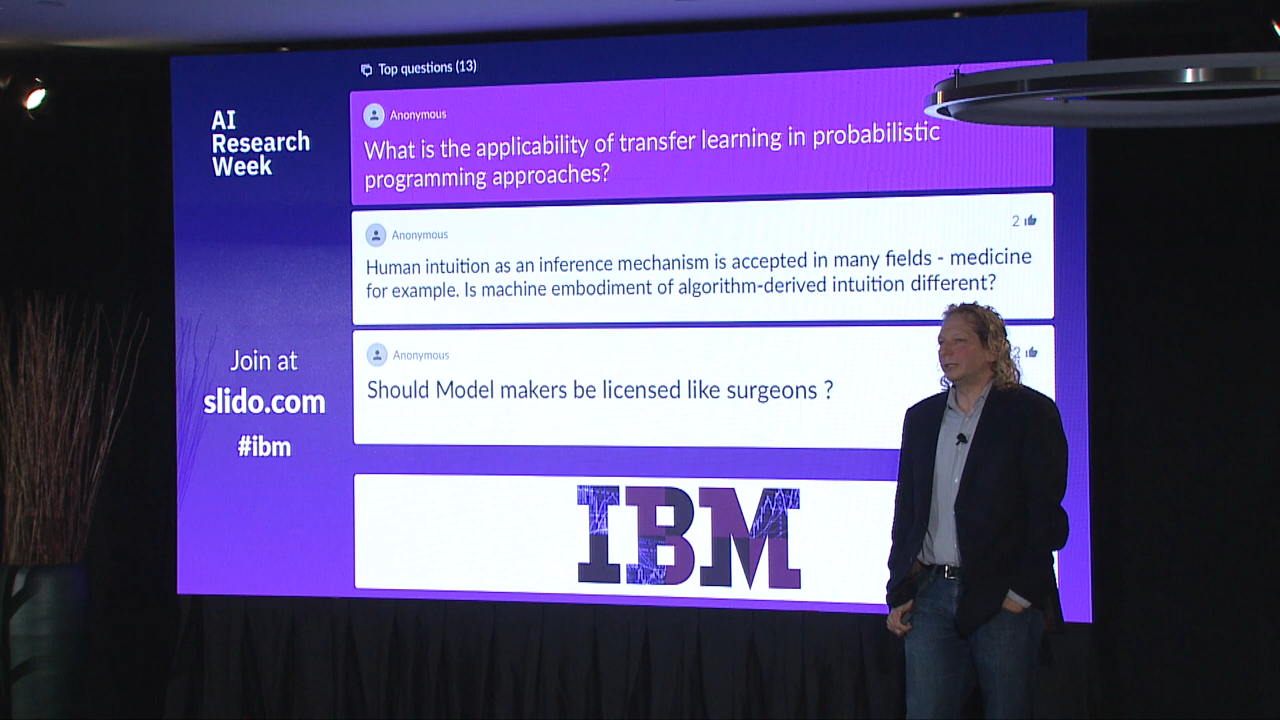 Top questions (13)
AI
Research
Week
Anonymous
What is the applicability of transfer learning in probabilistic
programming approaches?
Anonymous
2
Human intuition as an inference mechanism is accepted in many fields - medicine
for example. Is machine embodiment of algorithm-derived intuition different?
Anonymous
2
Should Model makers be licensed like surgeons ?
Join at
slido.com
#ibm
IBM